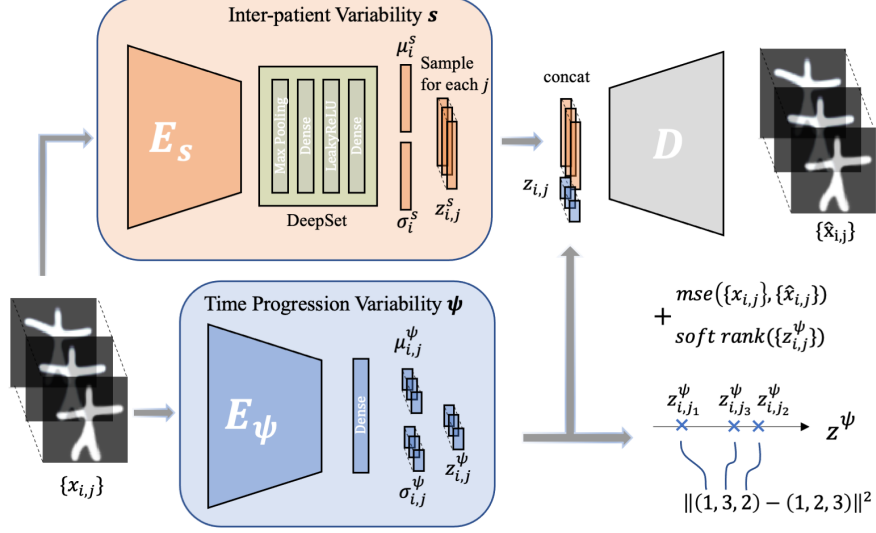 Inter-patient Variability s
E_s
Max Pooling
Dense
LeakyReLU
Dense
DeepSet
μ_i^s
σ_i^s
Sample
for each j
z_{i,j}^s
concat
z_{i,j}
D
{x̂_{i,j}}
{x_{i,j}}
Time Progression Variability ψ
E_ψ
Dense
μ_{i,j}^ψ
σ_{i,j}^ψ
z_{i,j}^ψ
+ mse({x_{i,j}},{x̂_{i,j}})
soft rank({z_{i,j}^ψ})
z_{i,j_1}^ψ z_{i,j_3}^ψ z_{i,j_2}^ψ
z^ψ
‖(1, 3, 2) − (1, 2, 3)‖²